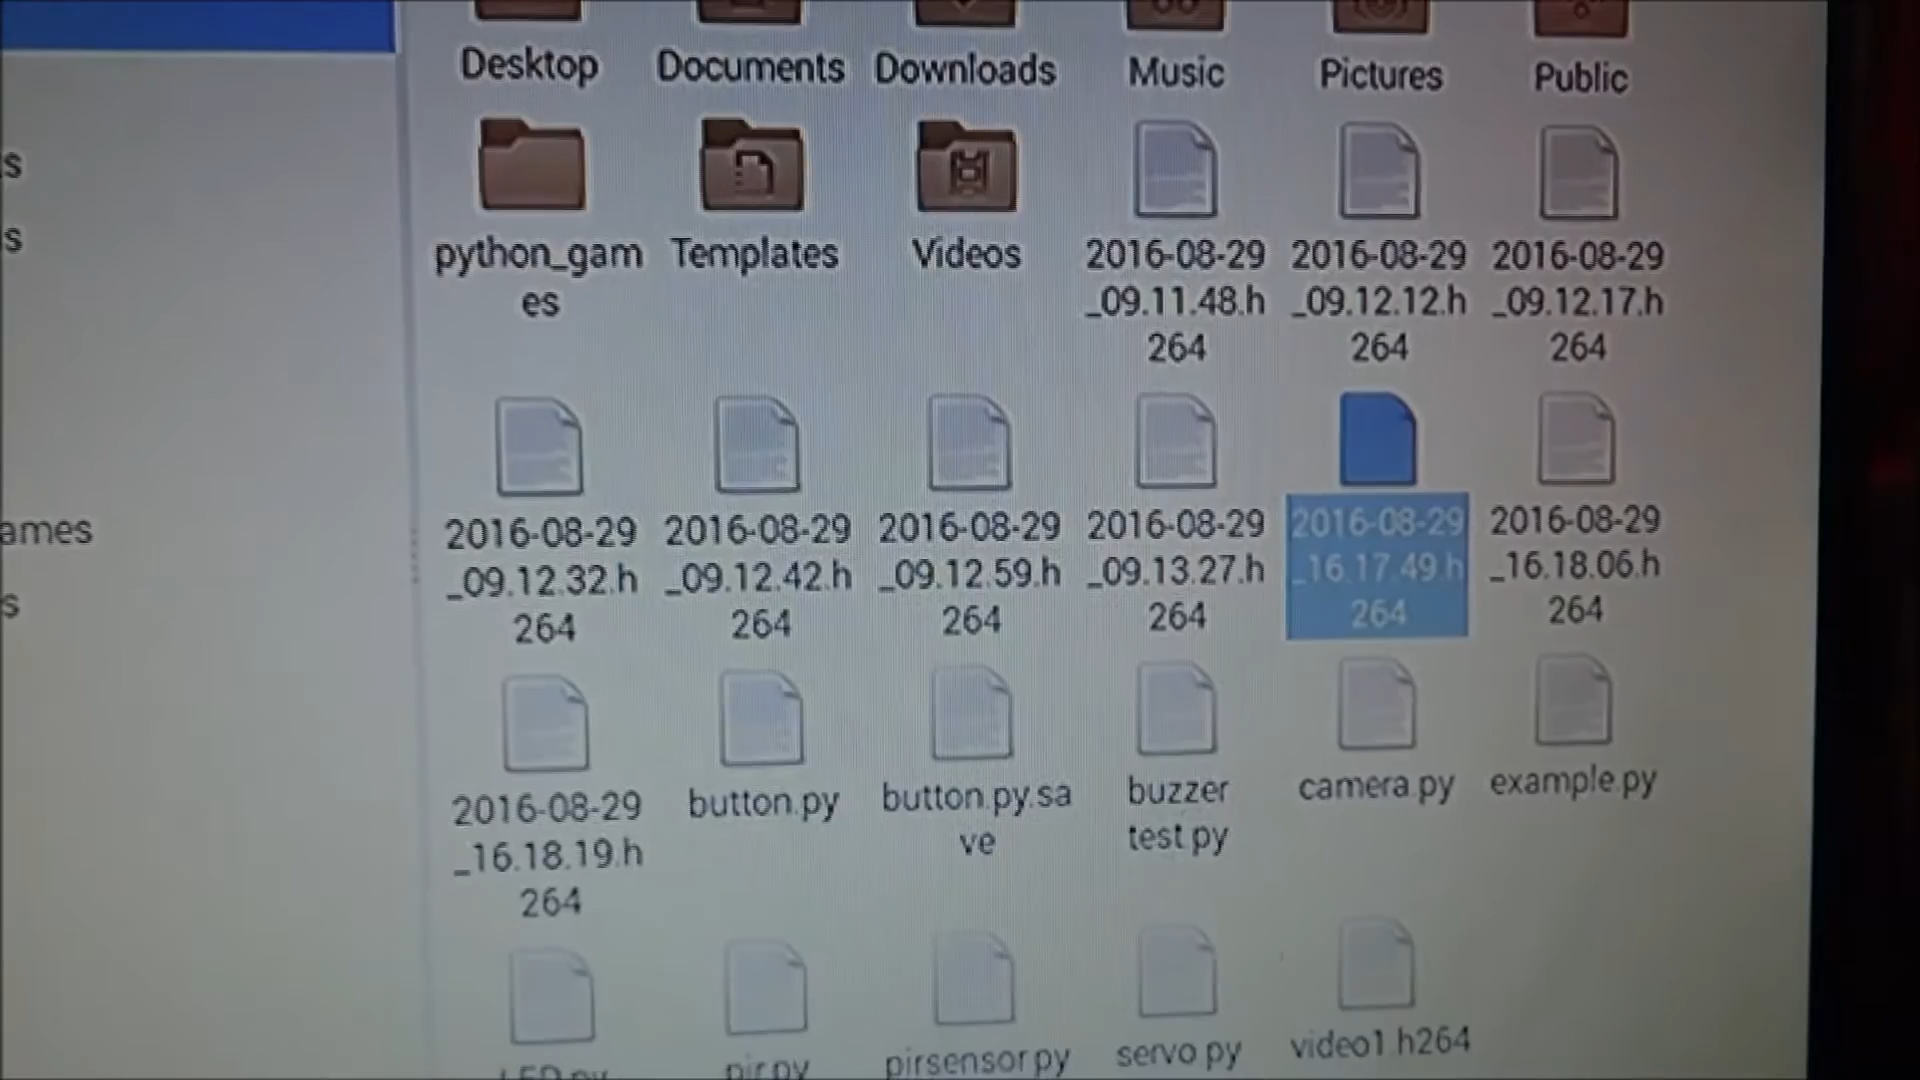 Desktop
Documents
Downloads
Music
Pictures
Public
python_gam
es
Templates
Videos
2016-08-29
_09.11.48.h
264
2016-08-29
_09.12.12.h
264
2016-08-29
_09.12.17.h
264
s
s
ames
s
2016-08-29
_09.12.32.h
264
2016-08-29
_09.12.42.h
264
2016-08-29
_09.12.59.h
264
2016-08-29
_09.13.27.h
264
2016-08-29
_16.17.49.h
264
2016-08-29
_16.18.06.h
264
2016-08-29
_16.18.19.h
264
button.py
button.py.sa
ve
buzzer
test.py
camera.py
example.py
LED.py
pir.py
pirsensor.py
servo.py
video1.h264